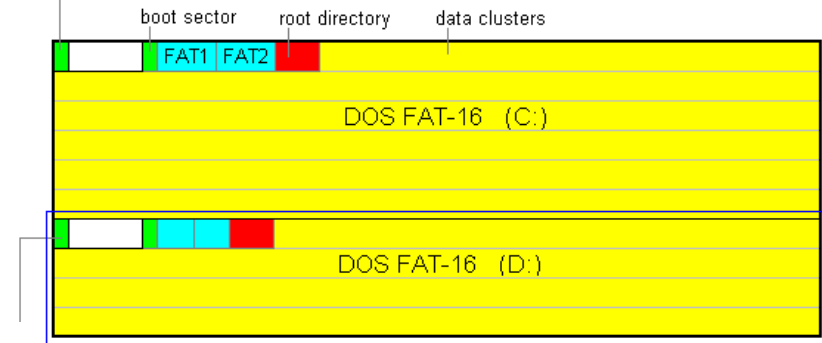 boot sector root directory data clusters
FAT1 FAT2
DOS FAT-16 (C:)
DOS FAT-16 (D:)